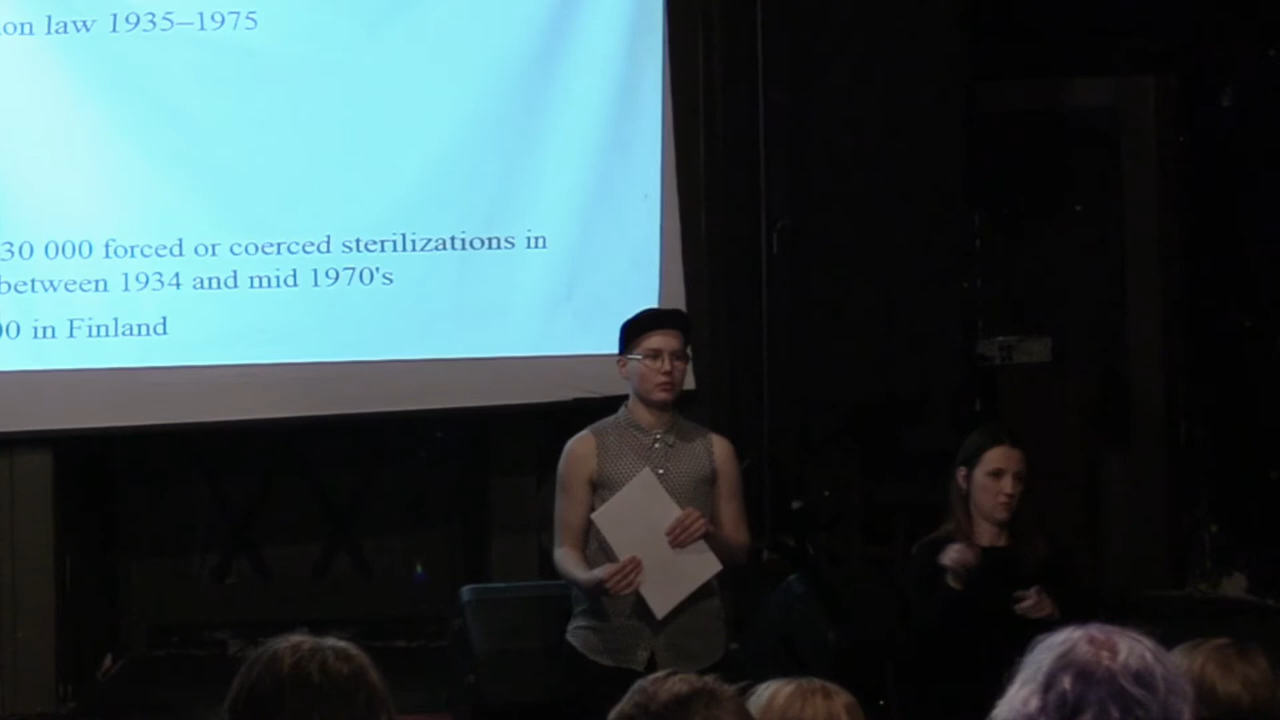 on law 1935–1975
30 000 forced or coerced sterilizations in
between 1934 and mid 1970's
00 in Finland